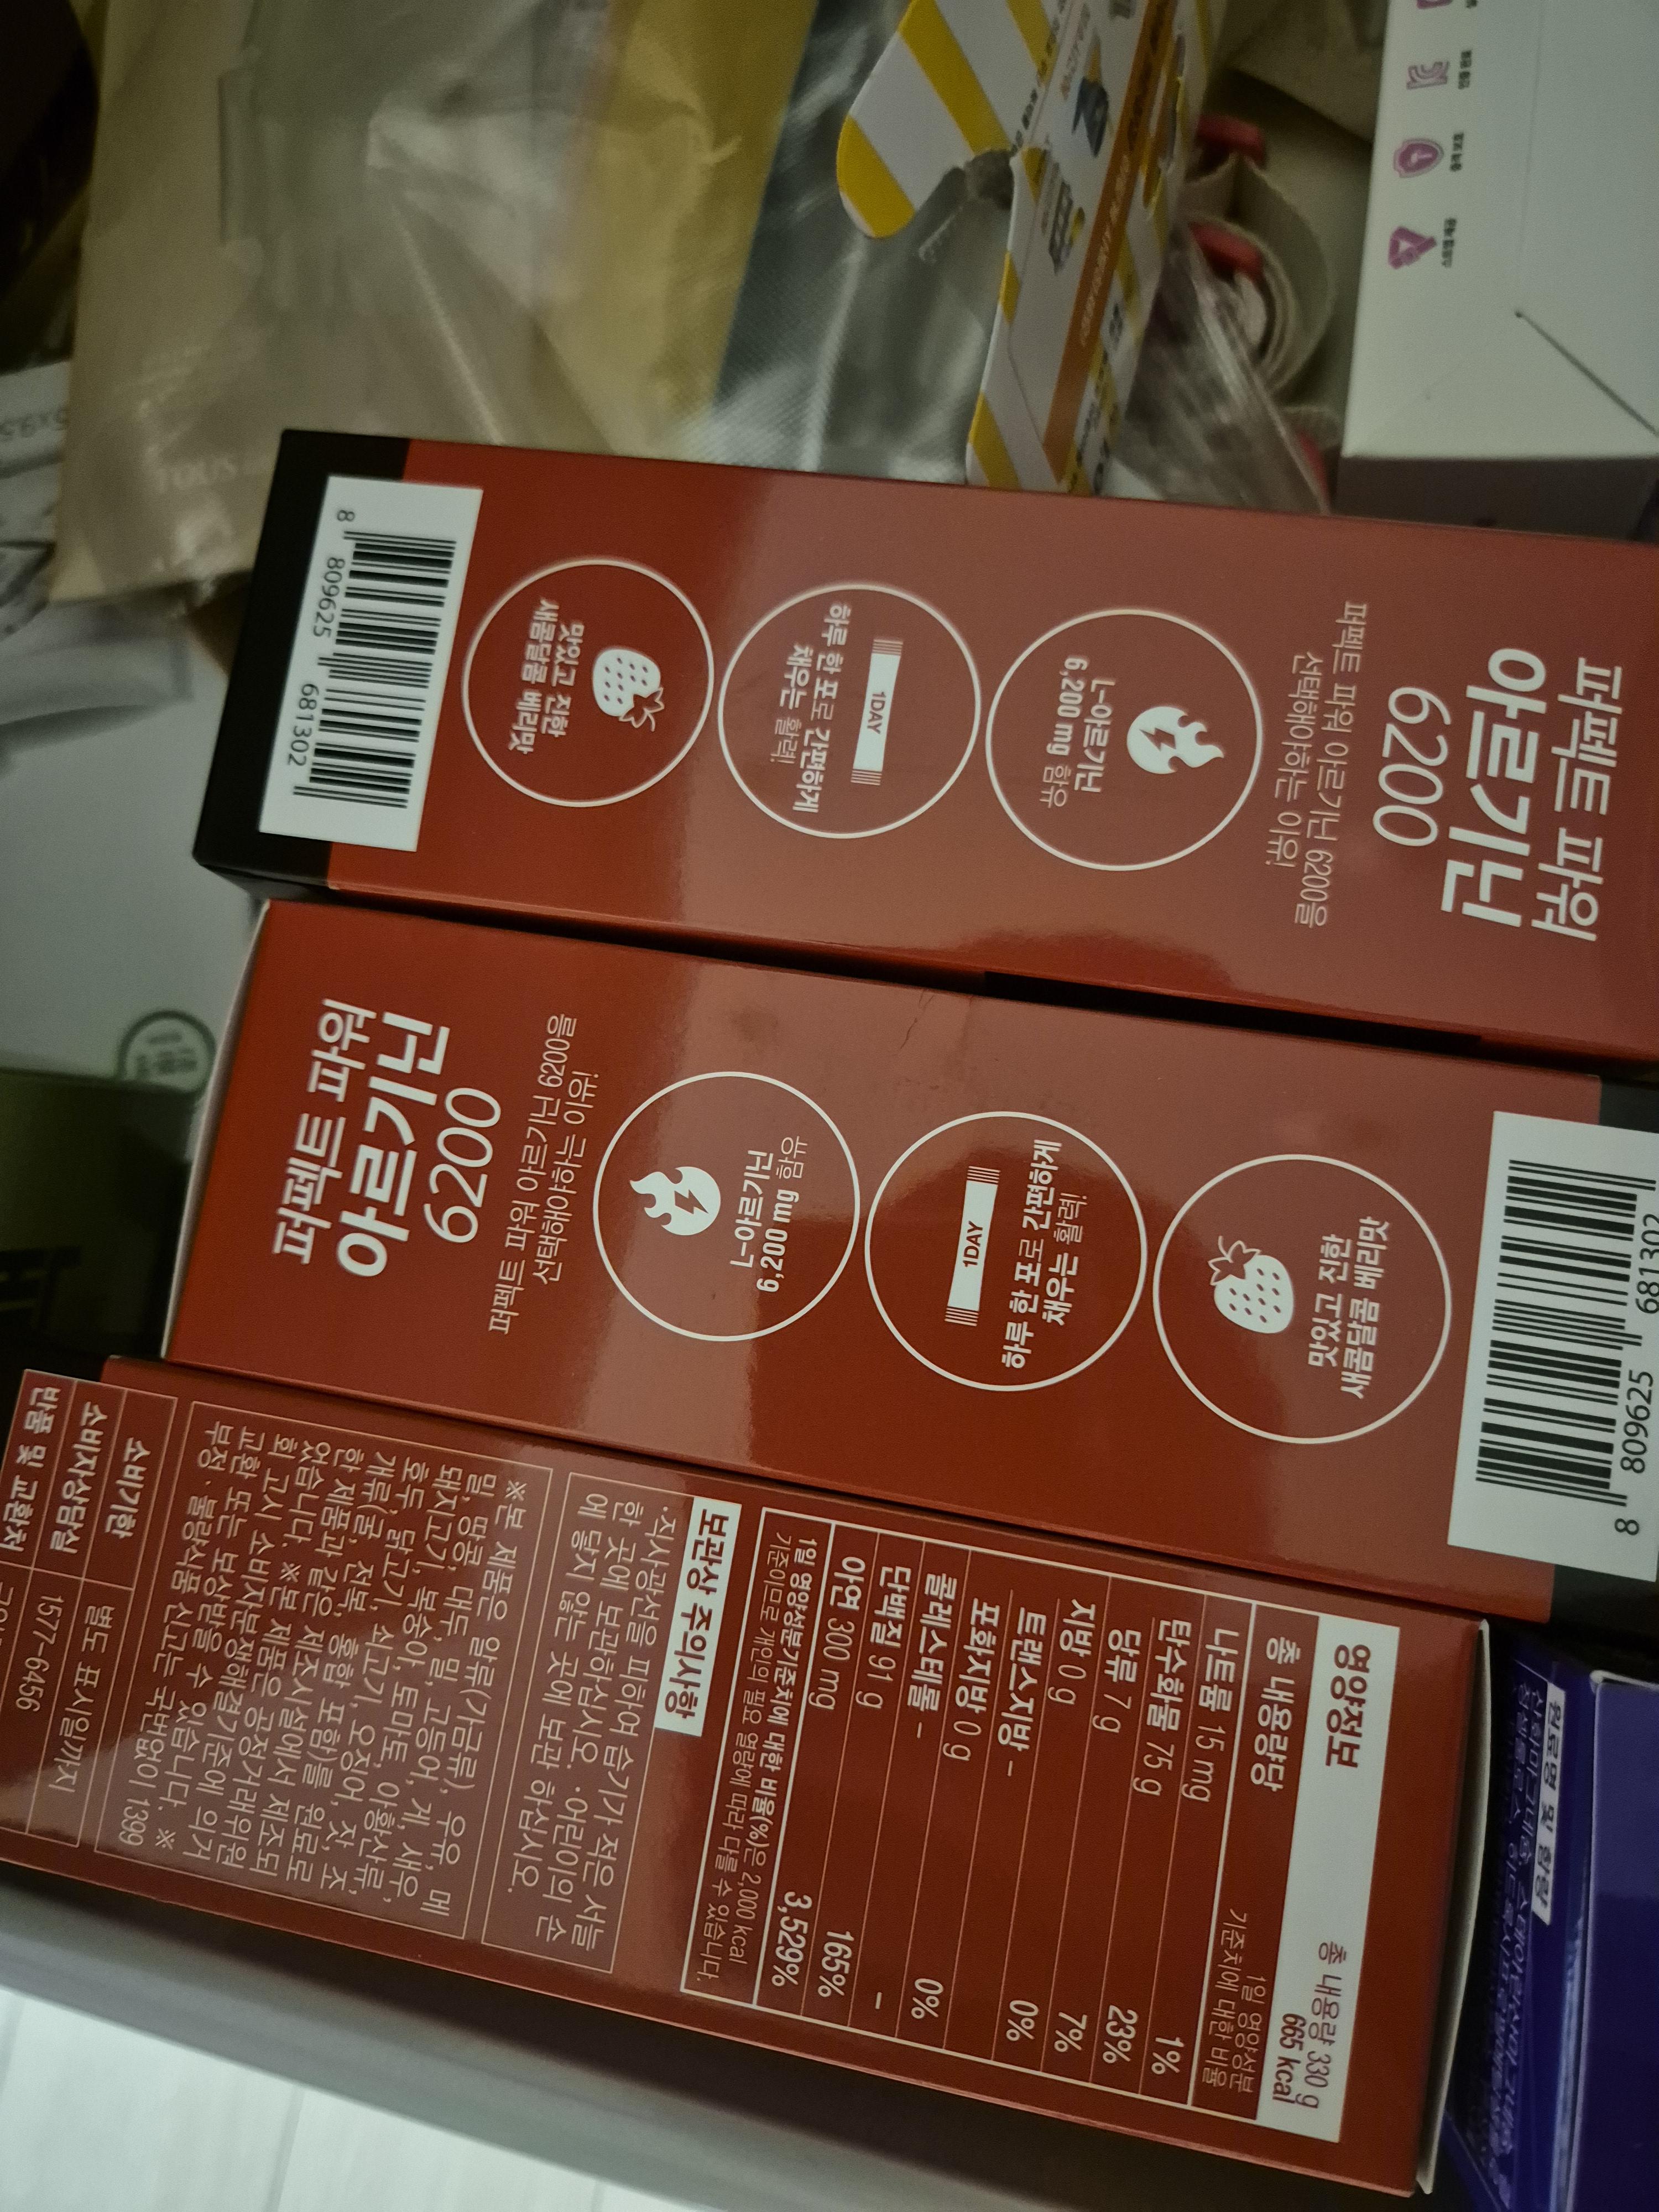 퍼펙트 파워
아르기닌
6200
퍼펙트 파워 아르기닌 6200을
선택해야하는 이유!
L-아르기닌
6,200 mg 함유
1DAY
하루 한 포로 간편하게
채우는 활력!
맛있고 진한
새콤달콤 베리맛
8 809625 681302
퍼펙트 파워
아르기닌
6200
퍼펙트 파워 아르기닌 6200을
선택해야하는 이유!
L-아르기닌
6,200 mg 함유
1DAY
하루 한 포로 간편하게
채우는 활력!
맛있고 진한
새콤달콤 베리맛
8 809625 681302
영양정보
총 내용량 330 g
665 kcal
총 내용량당
1일 영양성분
기준치에 대한 비율
나트륨 15 mg 1%
탄수화물 75 g 23%
당류 7 g 7%
지방 0 g 0%
트랜스지방 -
포화지방 0 g 0%
콜레스테롤 - -
단백질 91 g 165%
아연 300 mg 3,529%
1일 영양성분 기준치에 대한 비율(%)은 2,000 kcal
기준이므로 개인의 필요 열량에 따라 다를 수 있습니다.
보관상 주의사항
·직사광선을 피하여 습기가 적은 서늘
한 곳에 보관하십시오. ·어린이의 손
에 닿지 않는 곳에 보관 하십시오.
※본 제품은 알류(가금류), 우유, 메
밀, 땅콩, 대두, 밀, 고등어, 게, 새우,
돼지고기, 복숭아, 토마토, 아황산류,
호두, 닭고기, 쇠고기, 오징어, 잣, 조
개류(굴, 전복, 홍합 포함)를 원료로
한 제품과 같은 제조시설에서 제조되
었습니다. ※본 제품은 공정거래위원
회 고시 소비자분쟁해결기준에 의거
교환 또는 보상받을 수 있습니다. ※
부정·불량식품 신고는 국번없이 1399
소비기한 별도 표시일까지
소비자상담실 1577-6456
반품 및 교환처
원료명 및 함량
TOUS